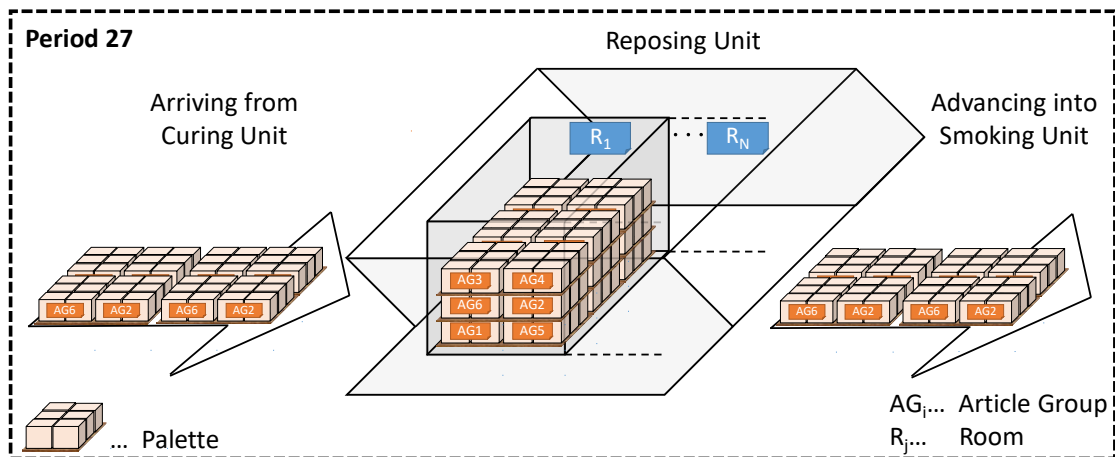 Period 27
Reposing Unit
Arriving from
Curing Unit
Advancing into
Smoking Unit
R1 ... RN
AG3 AG4
AG6 AG2
AG1 AG5
AG6 AG2 AG6 AG2
AG6 AG2 AG6 AG2
... Palette
AGi... Article Group
Rj... Room